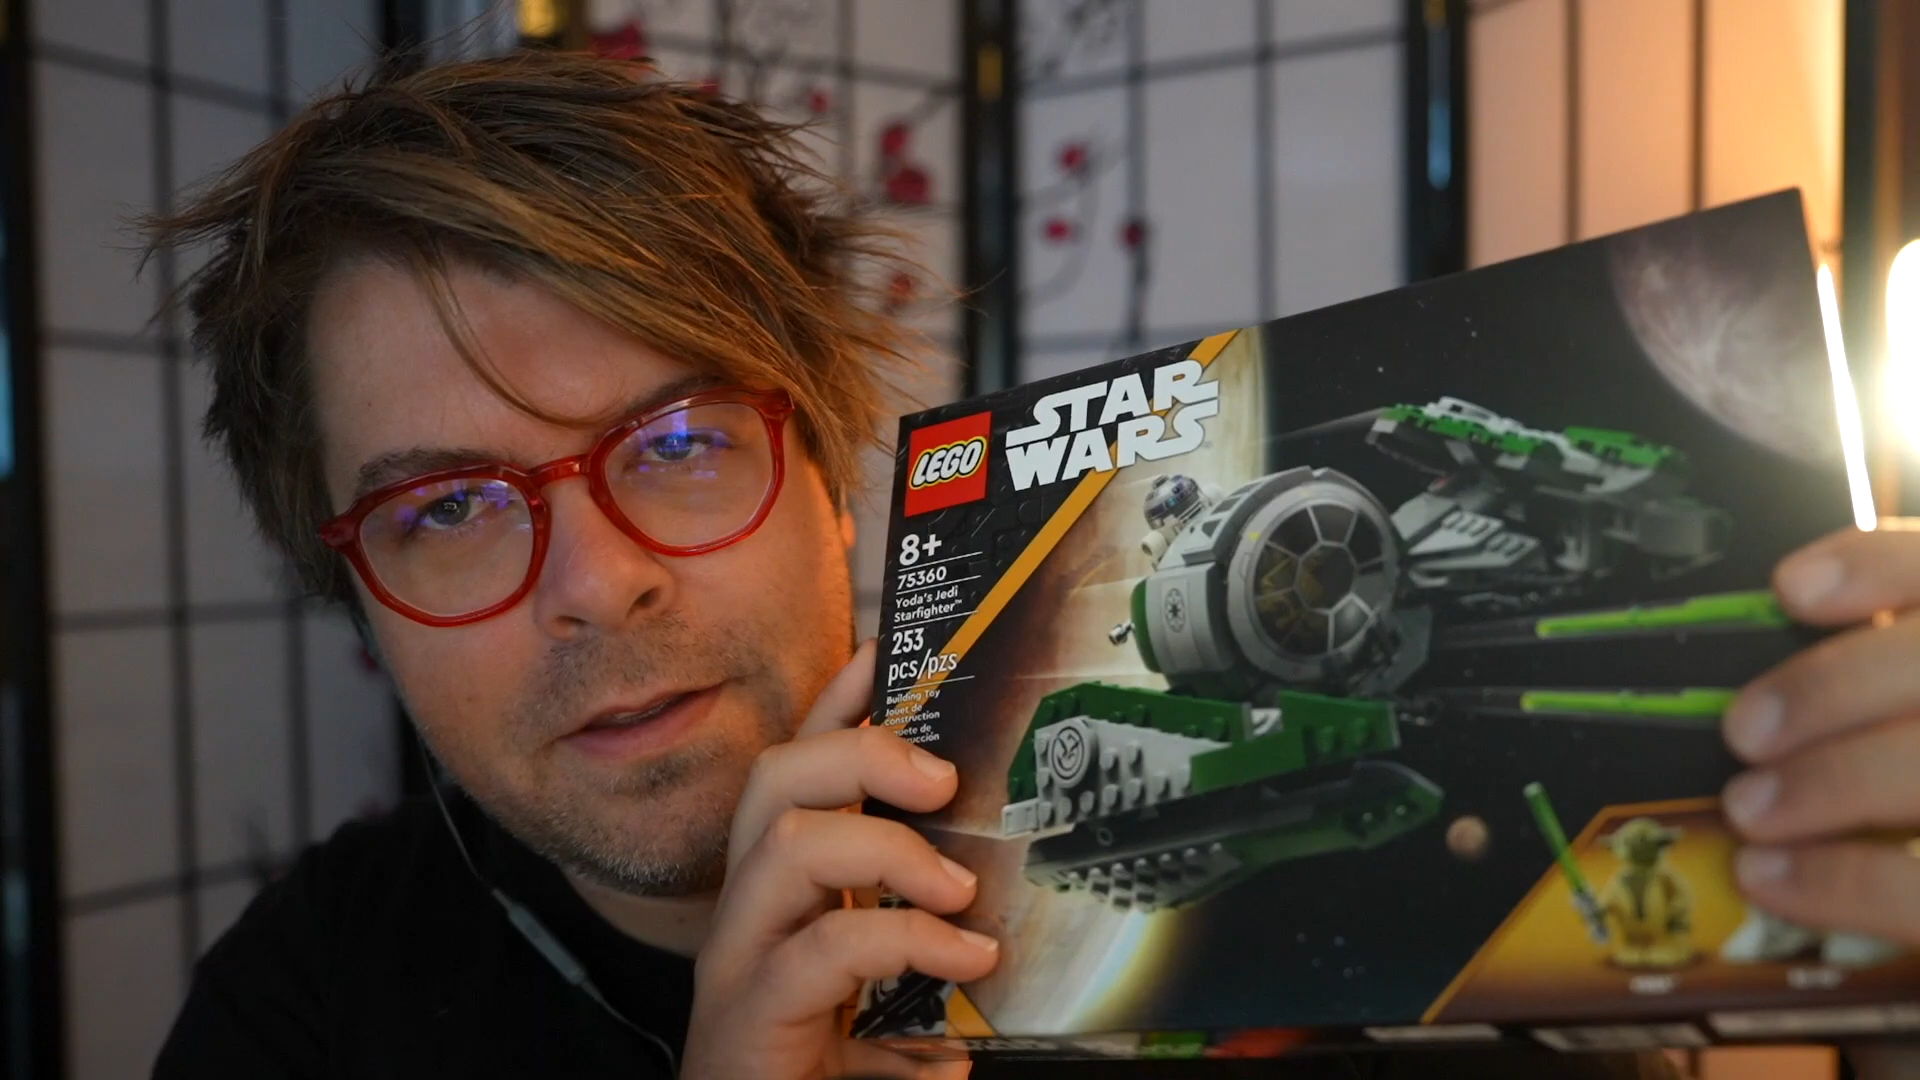 LEGO
STAR
WARS
8+
75360
Yoda's Jedi
Starfighter™
253
pcs/pzs
Building Toy
Jouet de
construction